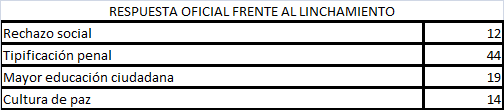 RESPUESTA OFICIAL FRENTE AL LINCHAMIENTO
Rechazo social 12
Tipificación penal 44
Mayor educación ciudadana 19
Cultura de paz 14